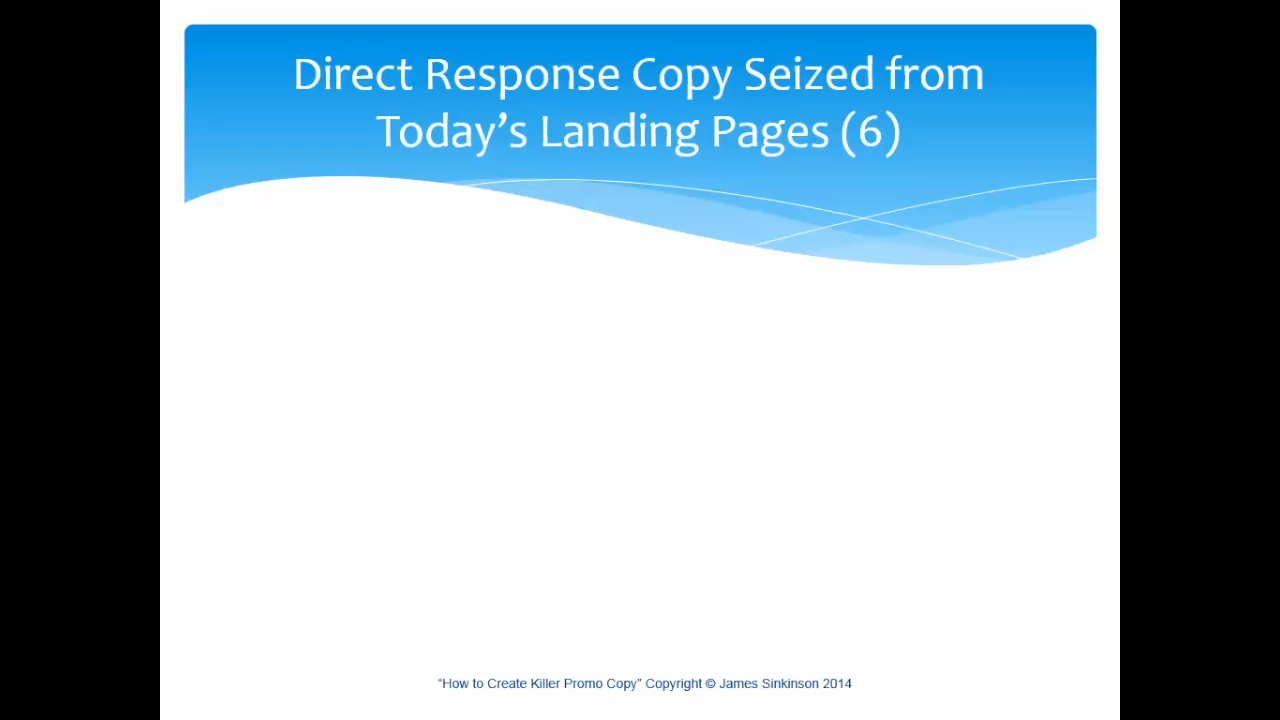 Direct Response Copy Seized from
Today’s Landing Pages (6)
“How to Create Killer Promo Copy” Copyright © James Sinkinson 2014